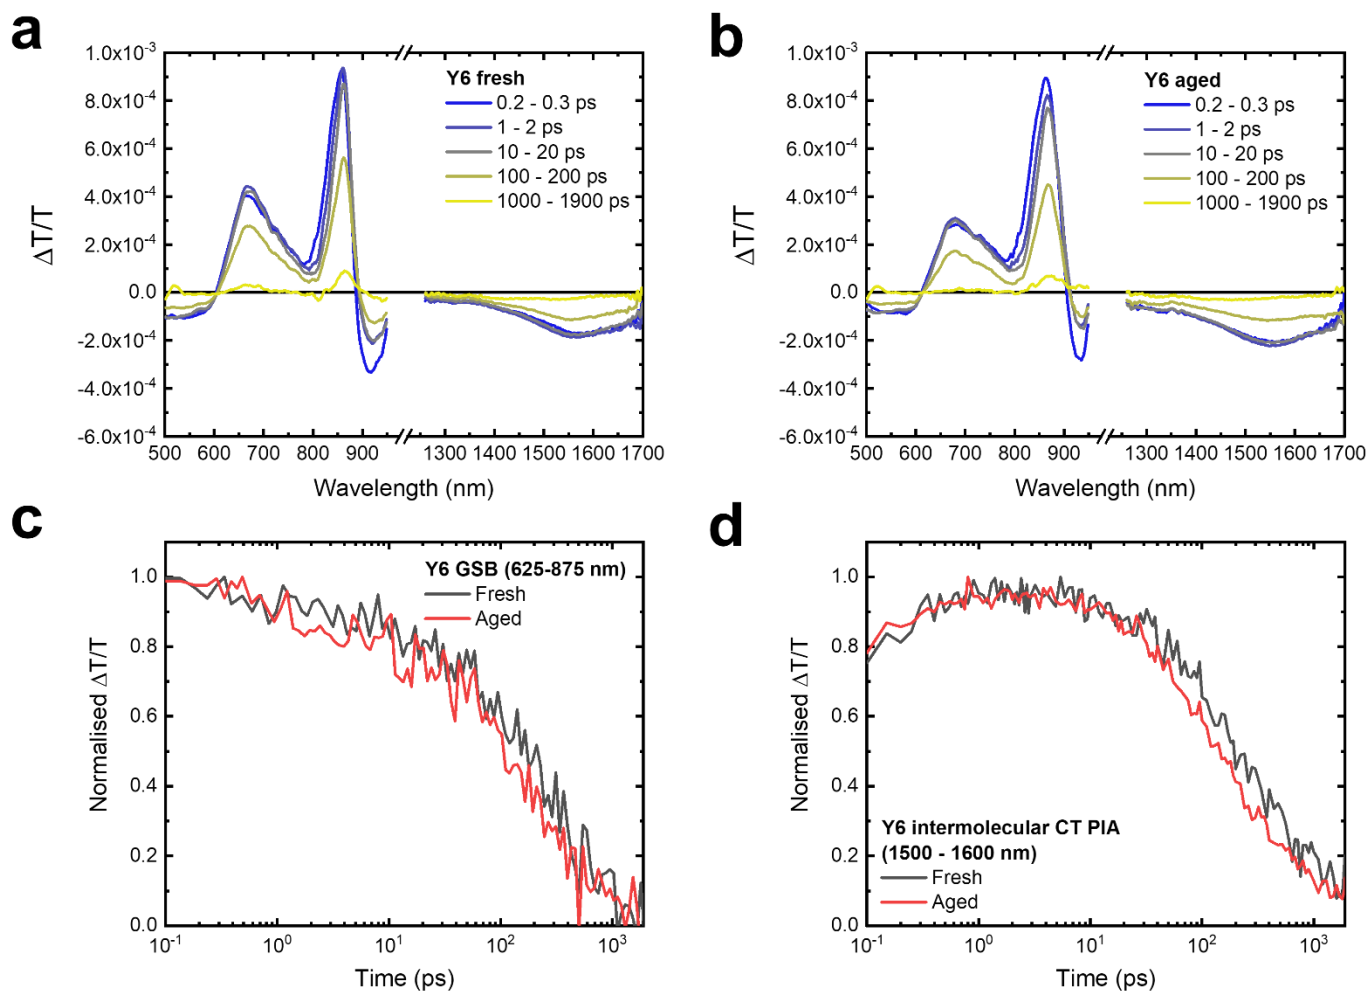 a
1.0x10-3
8.0x10-4
6.0x10-4
4.0x10-4
2.0x10-4
0.0
-2.0x10-4
-4.0x10-4
-6.0x10-4
ΔT/T
Y6 fresh
0.2 - 0.3 ps
1 - 2 ps
10 - 20 ps
100 - 200 ps
1000 - 1900 ps
500 600 700 800 900 1300 1400 1500 1600 1700
Wavelength (nm)
b
1.0x10-3
8.0x10-4
6.0x10-4
4.0x10-4
2.0x10-4
0.0
-2.0x10-4
-4.0x10-4
-6.0x10-4
ΔT/T
Y6 aged
0.2 - 0.3 ps
1 - 2 ps
10 - 20 ps
100 - 200 ps
1000 - 1900 ps
500 600 700 800 900 1300 1400 1500 1600 1700
Wavelength (nm)
c
1.0
0.8
0.6
0.4
0.2
0.0
Normalised ΔT/T
Y6 GSB (625-875 nm)
Fresh
Aged
10-1 100 101 102 103
Time (ps)
d
1.0
0.8
0.6
0.4
0.2
0.0
Normalised ΔT/T
Y6 intermolecular CT PIA
(1500 - 1600 nm)
Fresh
Aged
10-1 100 101 102 103
Time (ps)